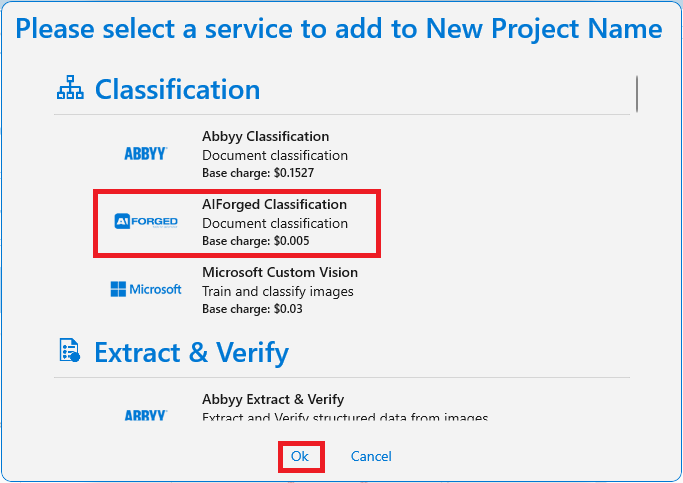 Please select a service to add to New Project Name
Classification
ABBYY
Abbyy Classification
Document classification
Base charge: $0.1527
AI FORGED
AIForged Classification
Document classification
Base charge: $0.005
Microsoft
Microsoft Custom Vision
Train and classify images
Base charge: $0.03
Extract & Verify
ABBYY
Abbyy Extract & Verify
Extract and Verify structured data from images
Ok
Cancel